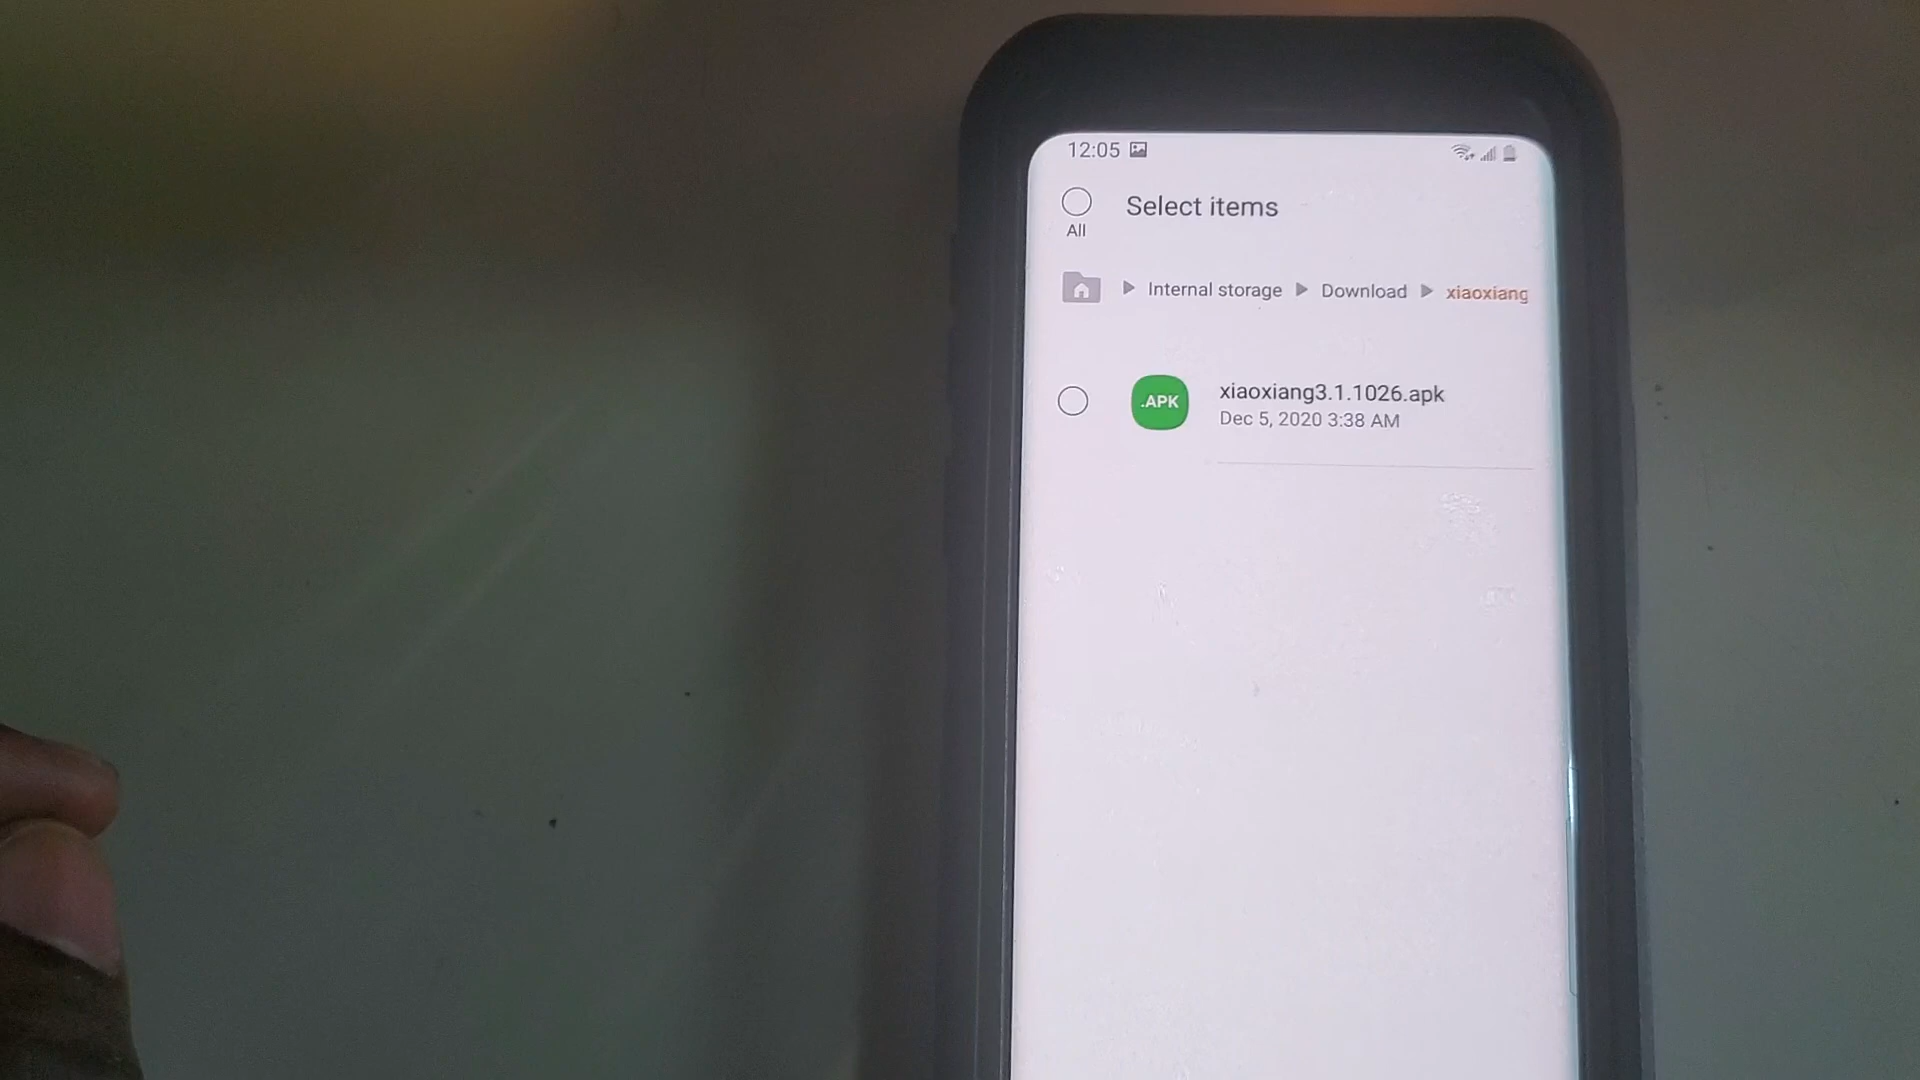 12:05
Select items
All
Internal storage Download xiaoxiang
.APK
xiaoxiang3.1.1026.apk
Dec 5, 2020 3:38 AM